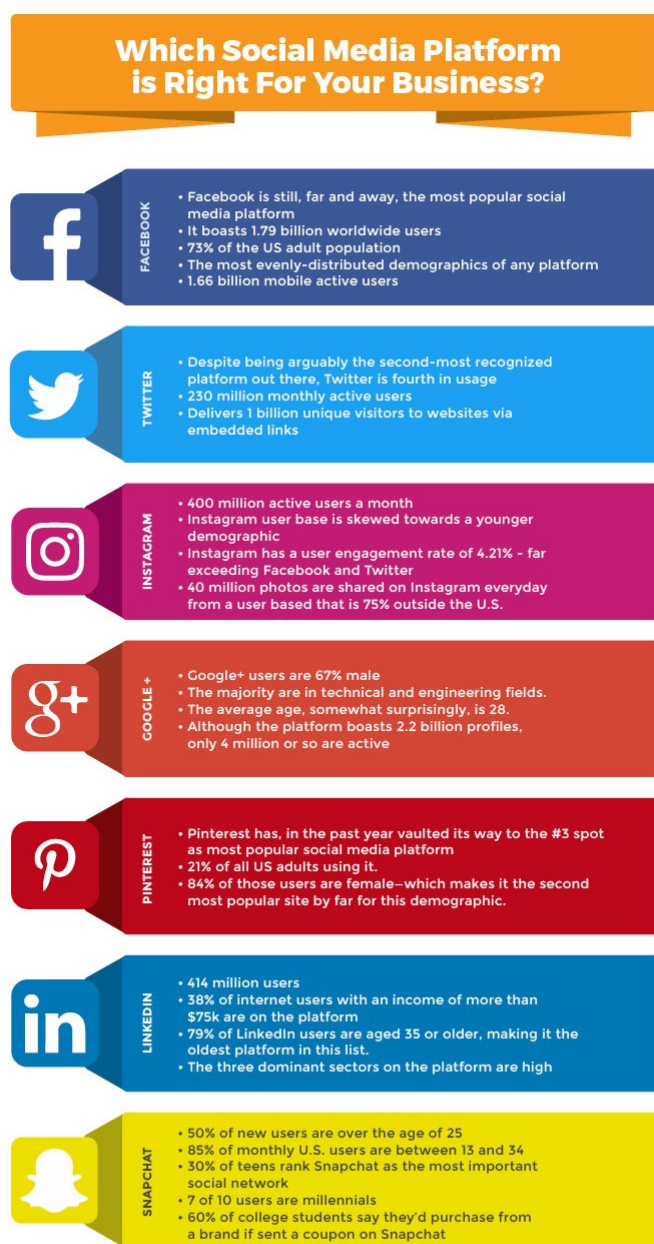 Which Social Media Platform
is Right For Your Business?
FACEBOOK
• Facebook is still, far and away, the most popular social
media platform
• It boasts 1.79 billion worldwide users
• 73% of the US adult population
• The most evenly-distributed demographics of any platform
• 1.66 billion mobile active users
TWITTER
• Despite being arguably the second-most recognized
platform out there, Twitter is fourth in usage
• 230 million monthly active users
• Delivers 1 billion unique visitors to websites via
embedded links
INSTAGRAM
• 400 million active users a month
• Instagram user base is skewed towards a younger
demographic
• Instagram has a user engagement rate of 4.21% - far
exceeding Facebook and Twitter
• 40 million photos are shared on Instagram everyday
from a user based that is 75% outside the U.S.
g+
GOOGLE +
• Google+ users are 67% male
• The majority are in technical and engineering fields.
• The average age, somewhat surprisingly, is 28.
• Although the platform boasts 2.2 billion profiles,
only 4 million or so are active
PINTEREST
• Pinterest has, in the past year vaulted its way to the #3 spot
as most popular social media platform
• 21% of all US adults using it.
• 84% of those users are female—which makes it the second
most popular site by far for this demographic.
in
LINKEDIN
• 414 million users
• 38% of internet users with an income of more than
$75k are on the platform
• 79% of LinkedIn users are aged 35 or older, making it the
oldest platform in this list.
• The three dominant sectors on the platform are high
SNAPCHAT
• 50% of new users are over the age of 25
• 85% of monthly U.S. users are between 13 and 34
• 30% of teens rank Snapchat as the most important
social network
• 7 of 10 users are millennials
• 60% of college students say they'd purchase from
a brand if sent a coupon on Snapchat